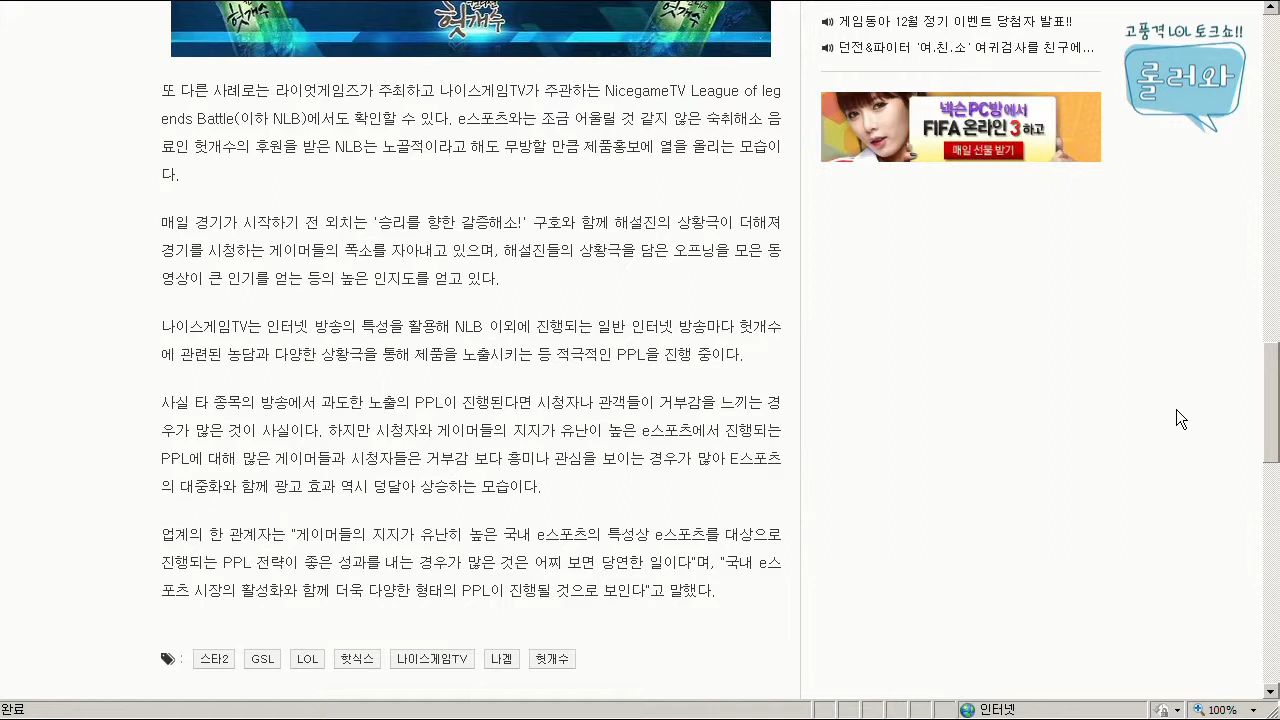 헛개수
헛개수
헛개수
또 다른 사례로는 라이엇게임즈가 주최하고 나이스게임TV가 주관하는 NicegameTV League of leg
ends Battle(이하 NLB)에서도 확인할 수 있다. e스포츠와는 조금 어울릴 것 같지 않은 숙취해소 음
료인 헛개수의 후원을 받은 NLB는 노골적이라고 해도 무방할 만큼 제품홍보에 열을 올리는 모습이
다.
매일 경기가 시작하기 전 외치는 '승리를 향한 갈증해소!' 구호와 함께 해설진의 상황극이 더해져
경기를 시청하는 게이머들의 폭소를 자아내고 있으며, 해설진들의 상황극을 담은 오프닝을 모은 동
영상이 큰 인기를 얻는 등의 높은 인지도를 얻고 있다.
나이스게임TV는 인터넷 방송의 특성을 활용해 NLB 이외에 진행되는 일반 인터넷 방송마다 헛개수
에 관련된 농담과 다양한 상황극을 통해 제품을 노출시키는 등 적극적인 PPL을 진행 중이다.
사실 타 종목의 방송에서 과도한 노출의 PPL이 진행된다면 시청자나 관객들이 거부감을 느끼는 경
우가 많은 것이 사실이다. 하지만 시청자와 게이머들의 지지가 유난이 높은 e스포츠에서 진행되는
PPL에 대해 많은 게이머들과 시청자들은 거부감 보다 흥미나 관심을 보이는 경우가 많아 E스포츠
의 대중화와 함께 광고 효과 역시 덩달아 상승하는 모습이다.
업계의 한 관계자는 "게이머들의 지지가 유난히 높은 국내 e스포츠의 특성상 e스포츠를 대상으로
진행되는 PPL 전략이 좋은 성과를 내는 경우가 많은 것은 어찌 보면 당연한 일이다"며, "국내 e스
포츠 시장의 활성화와 함께 더욱 다양한 형태의 PPL이 진행될 것으로 보인다"고 말했다.
: 스타2 GSL LOL 핫식스 나이스게임TV 나겜 헛개수
게임동아 12월 정기 이벤트 당첨자 발표!!
던전&파이터 '여.친.소' 여귀검사를 친구에...
넥슨PC방에서
FIFA 온라인 3 하고
매일 선물 받기
고품격 LOL 토크쇼!!
롤러와
완료
인터넷
100%